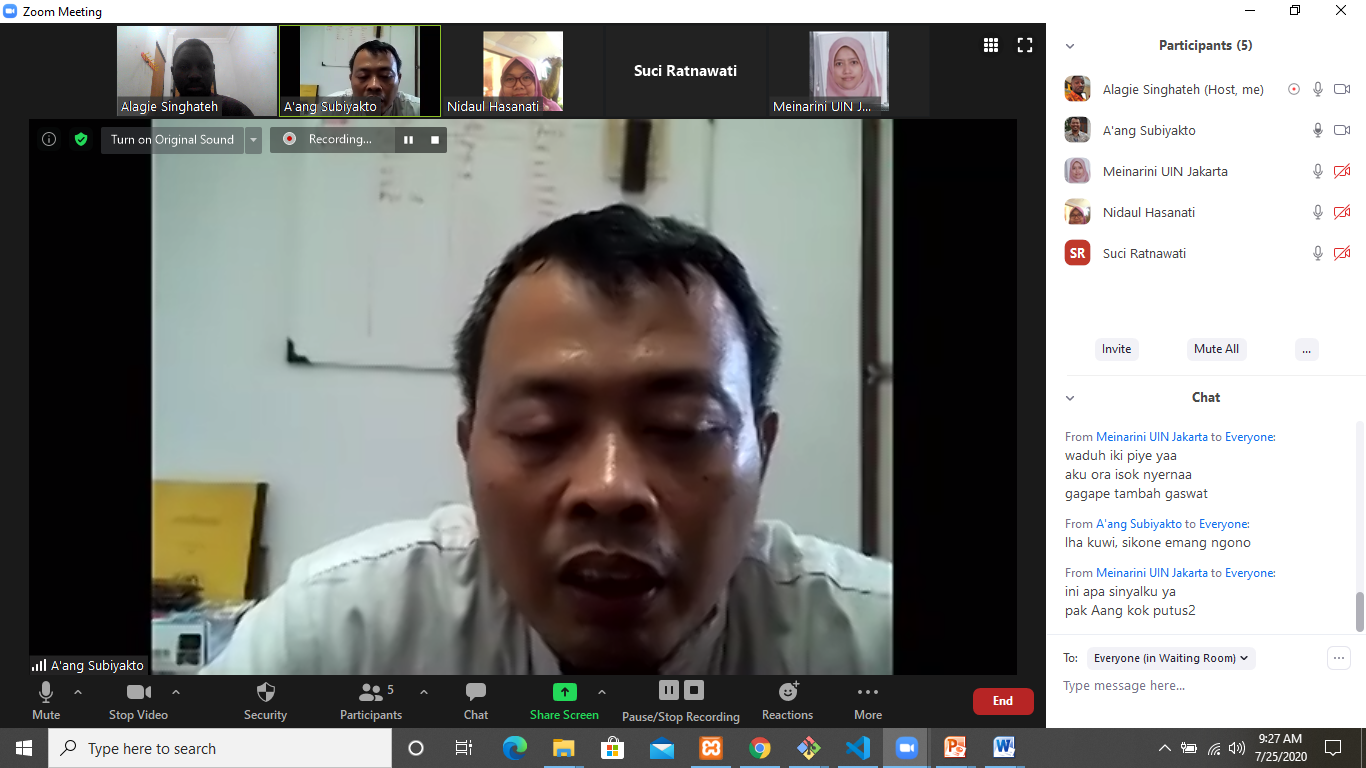 Zoom Meeting
Alagie Singhateh
A'ang Subiyakto
Nidaul Hasanati
Suci Ratnawati
Meinarini UIN J...
Turn on Original Sound
Recording...
A'ang Subiyakto
Mute
Stop Video
Security
5
Participants
Chat
Share Screen
Pause/Stop Recording
Reactions
More
End
Participants (5)
Alagie Singhateh (Host, me)
A'ang Subiyakto
Meinarini UIN Jakarta
Nidaul Hasanati
SR Suci Ratnawati
Invite Mute All ...
Chat
From Meinarini UIN Jakarta to Everyone:
waduh iki piye yaa
aku ora isok nyernaa
gagape tambah gaswat
From A'ang Subiyakto to Everyone:
lha kuwi, sikone emang ngono
From Meinarini UIN Jakarta to Everyone:
ini apa sinyalku ya
pak Aang kok putus2
To: Everyone (in Waiting Room)
Type message here...
Type here to search
9:27 AM
7/25/2020